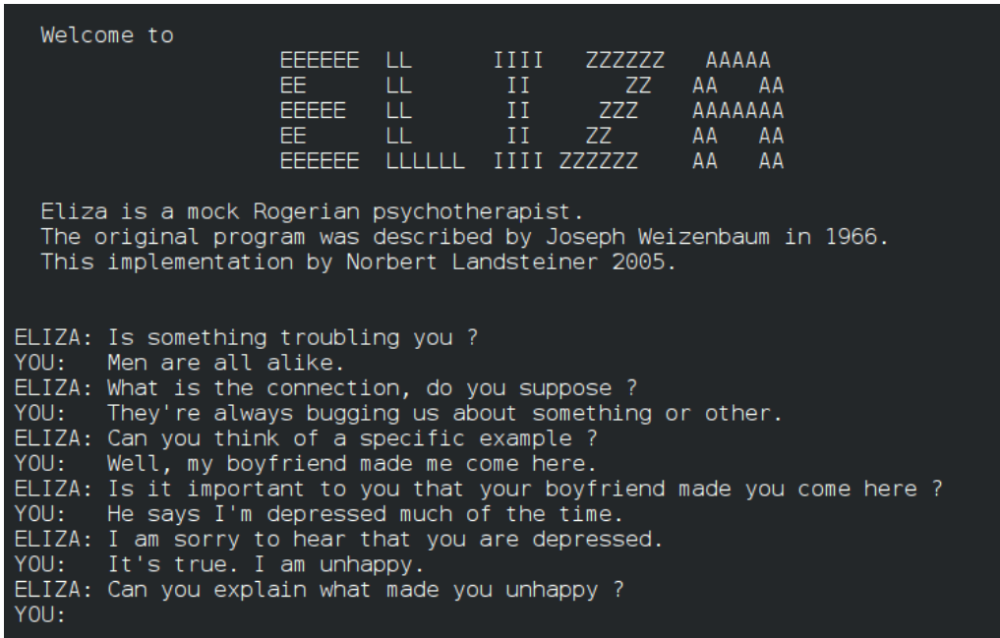 Welcome to
EEEEEE  LL      IIII   ZZZZZZ   AAAAA
EE      LL       II        ZZ   AA   AA
EEEEE   LL       II      ZZZ    AAAAAAA
EE      LL       II     ZZ      AA   AA
EEEEEE  LLLLLL  IIII ZZZZZZ    AA   AA
Eliza is a mock Rogerian psychotherapist.
The original program was described by Joseph Weizenbaum in 1966.
This implementation by Norbert Landsteiner 2005.
ELIZA: Is something troubling you ?
YOU:   Men are all alike.
ELIZA: What is the connection, do you suppose ?
YOU:   They're always bugging us about something or other.
ELIZA: Can you think of a specific example ?
YOU:   Well, my boyfriend made me come here.
ELIZA: Is it important to you that your boyfriend made you come here ?
YOU:   He says I'm depressed much of the time.
ELIZA: I am sorry to hear that you are depressed.
YOU:   It's true. I am unhappy.
ELIZA: Can you explain what made you unhappy ?
YOU: